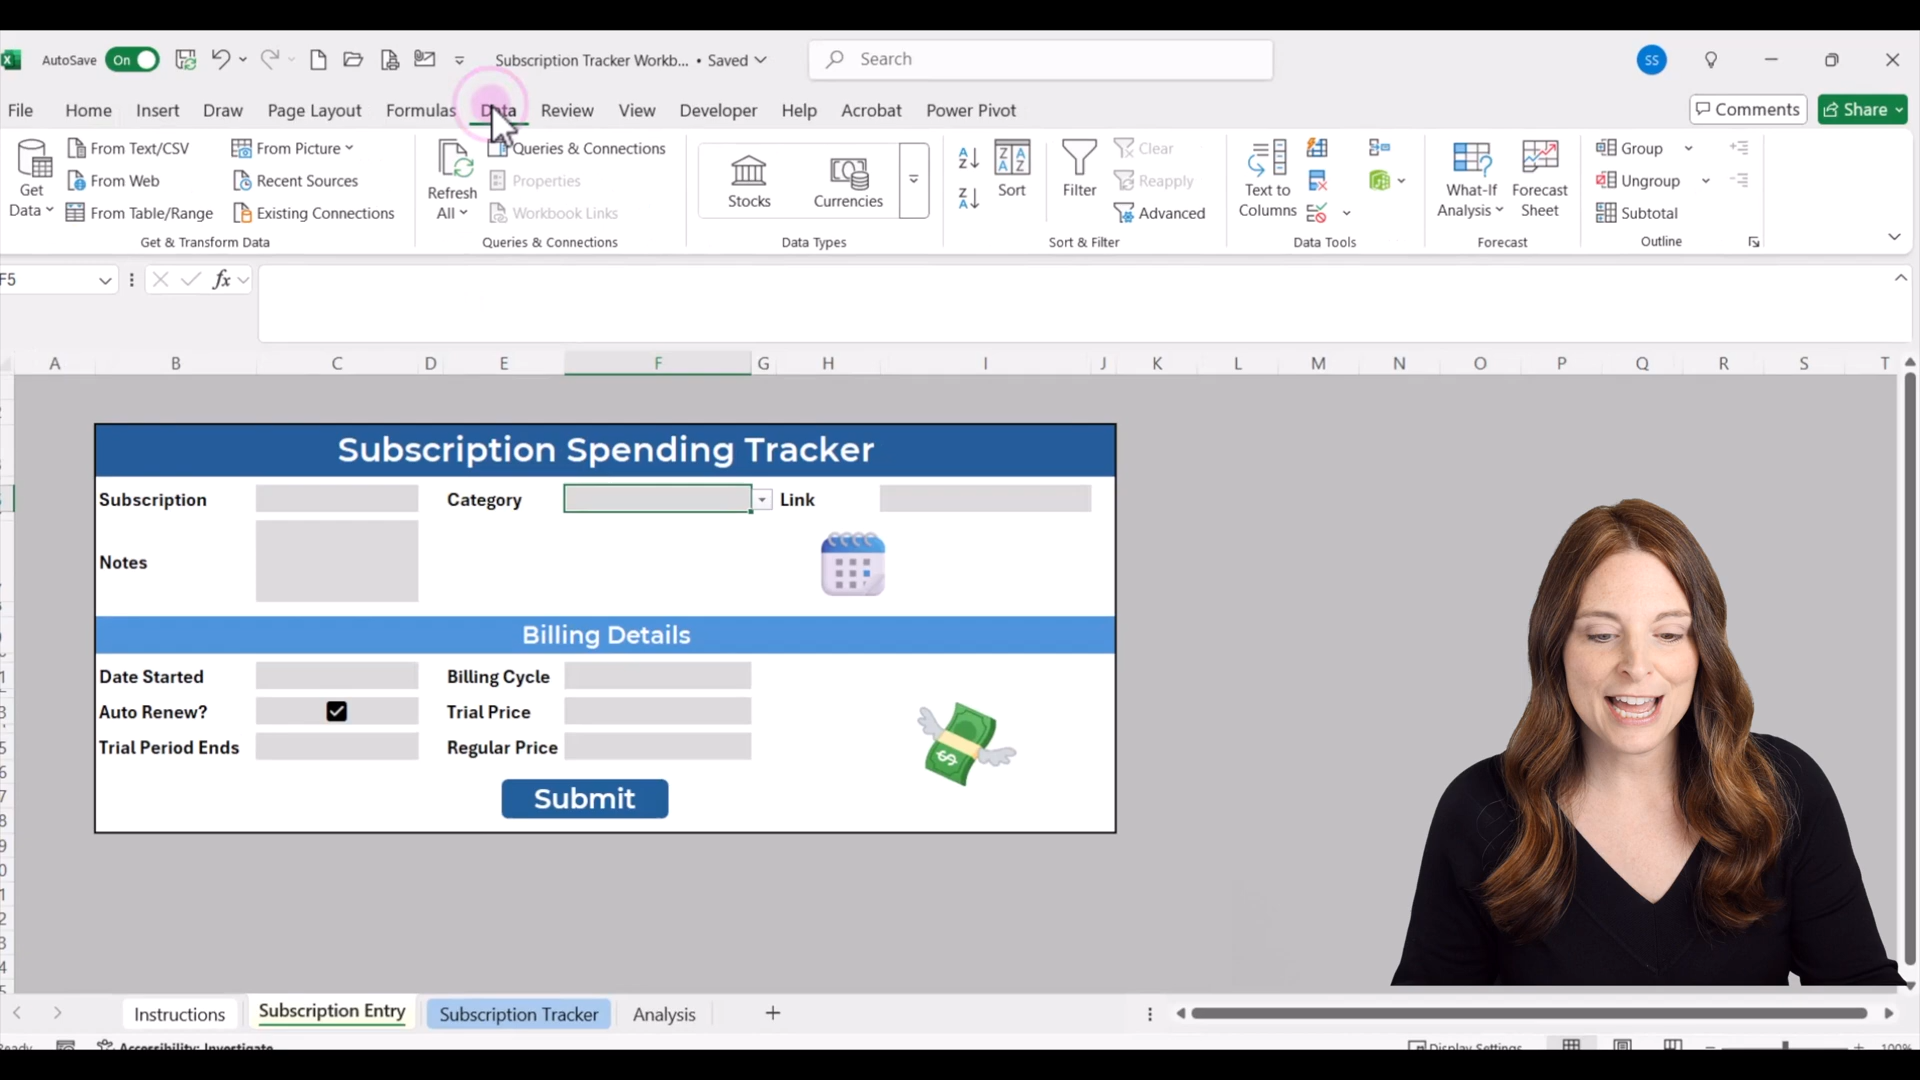 AutoSave On Subscription Tracker Workb... • Saved Search SS
File Home Insert Draw Page Layout Formulas Data Review View Developer Help Acrobat Power Pivot Comments Share
Get Data
From Text/CSV
From Web
From Table/Range
From Picture
Recent Sources
Existing Connections
Get & Transform Data
Refresh All
Queries & Connections
Properties
Workbook Links
Queries & Connections
Stocks
Currencies
Data Types
Sort
Filter
Clear
Reapply
Advanced
Sort & Filter
Text to Columns
Data Tools
What-If Analysis
Forecast Sheet
Forecast
Group
Ungroup
Subtotal
Outline
F5 fx
A B C D E F G H I J K L M N O P Q R S T
Subscription Spending Tracker
Subscription Category Link
Notes
Billing Details
Date Started Billing Cycle
Auto Renew? Trial Price
Trial Period Ends Regular Price
Submit
Instructions Subscription Entry Subscription Tracker Analysis
Accessibility: Investigate Display Settings 100%